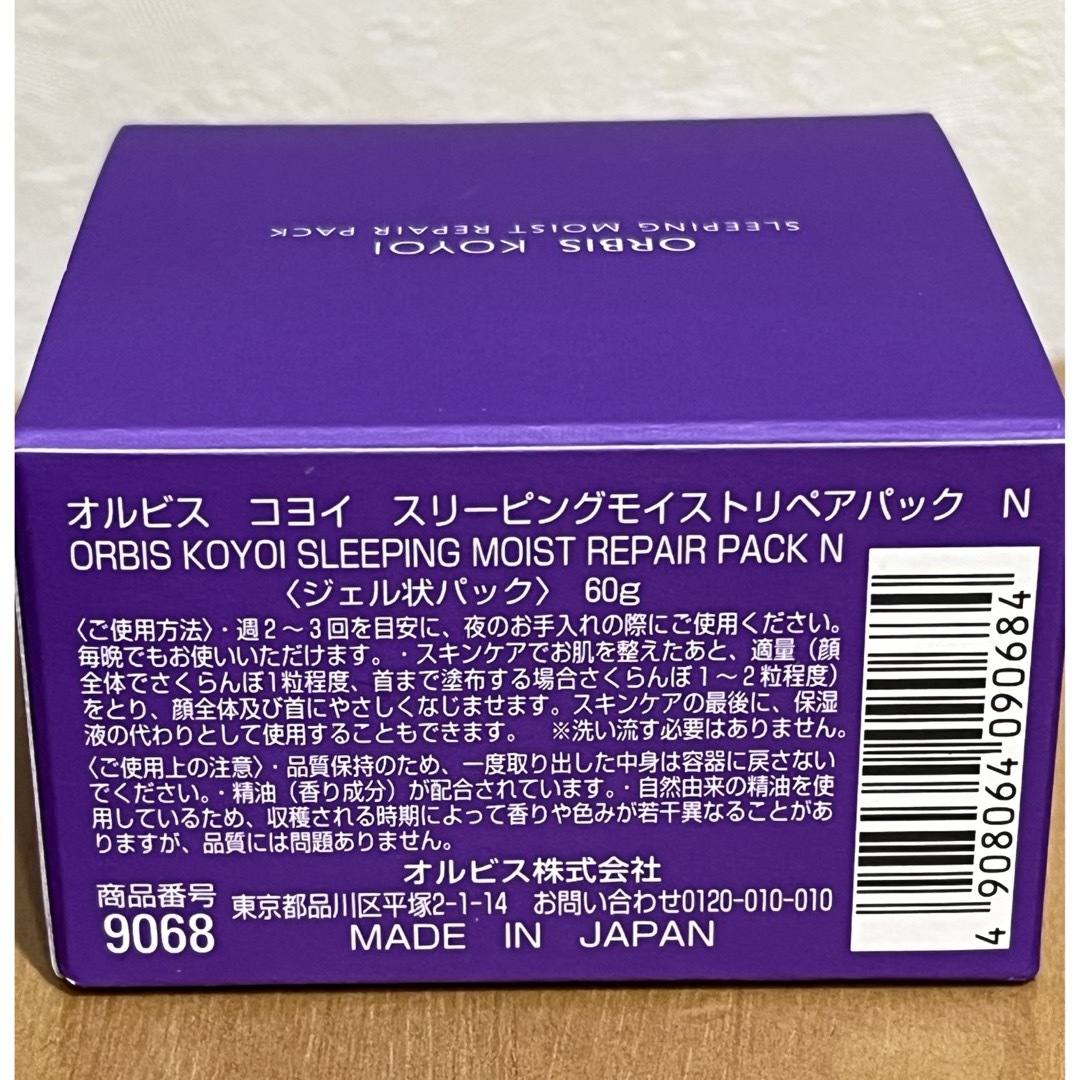 ORBIS KOYOI
SLEEPING MOIST REPAIR PACK
オルビス　コヨイ　スリーピングモイストリペアパック　N
ORBIS KOYOI SLEEPING MOIST REPAIR PACK N
〈ジェル状パック〉 60g
〈ご使用方法〉・週2～3回を目安に、夜のお手入れの際にご使用ください。
毎晩でもお使いいただけます。・スキンケアでお肌を整えたあと、適量（顔
全体でさくらんぼ1粒程度、首まで塗布する場合さくらんぼ1～2粒程度）
をとり、顔全体及び首にやさしくなじませます。スキンケアの最後に、保湿
液の代わりとして使用することもできます。　※洗い流す必要はありません。
〈ご使用上の注意〉・品質保持のため、一度取り出した中身は容器に戻さない
でください。・精油（香り成分）が配合されています。・自然由来の精油を使
用しているため、収穫される時期によって香りや色みが若干異なることがあ
りますが、品質には問題ありません。
オルビス株式会社
商品番号
東京都品川区平塚2-1-14　お問い合わせ0120-010-010
9068
MADE IN JAPAN
4908064090684